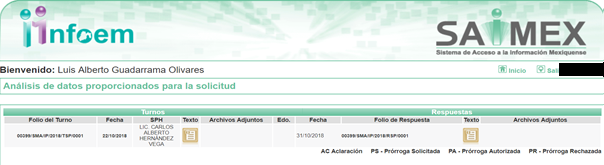 infoem
SAIMEX
Sistema de Acceso a la Información Mexiquense
Bienvenido: Luis Alberto Guadarrama Olivares
Inicio
Análisis de datos proporcionados para la solicitud
Turnos Respuestas
Folio del Turno Fecha SPH Texto Archivos Adjuntos Edo. Fecha Folio de Respuesta Texto Archivos Adjuntos
00399/SMA/IP/2018/TSP/0001 22/10/2018 LIC. CARLOS ALBERTO HERNÁNDEZ VEGA 31/10/2018 00399/SMA/IP/2018/RSP/0001
AC Aclaración PS - Prórroga Solicitada PA - Prórroga Autorizada PR - Prórroga Rechazada